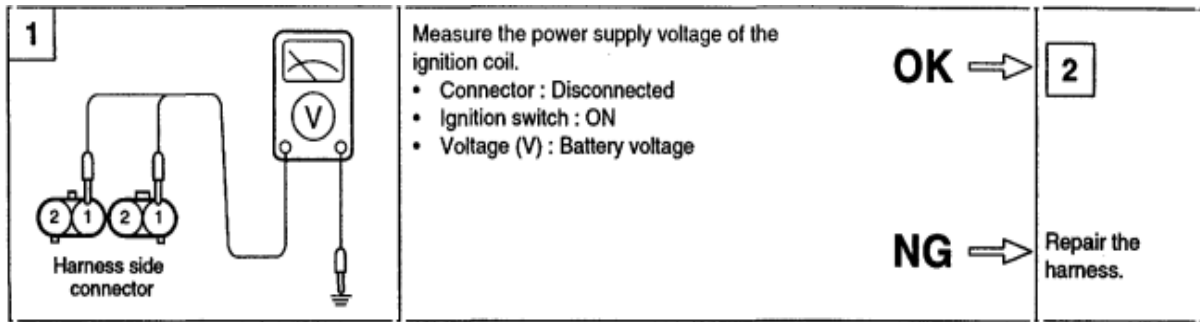 1
V
2 1 2 1
Harness side
connector
Measure the power supply voltage of the
ignition coil.
• Connector : Disconnected
• Ignition switch : ON
• Voltage (V) : Battery voltage
OK
2
NG
Repair the
harness.